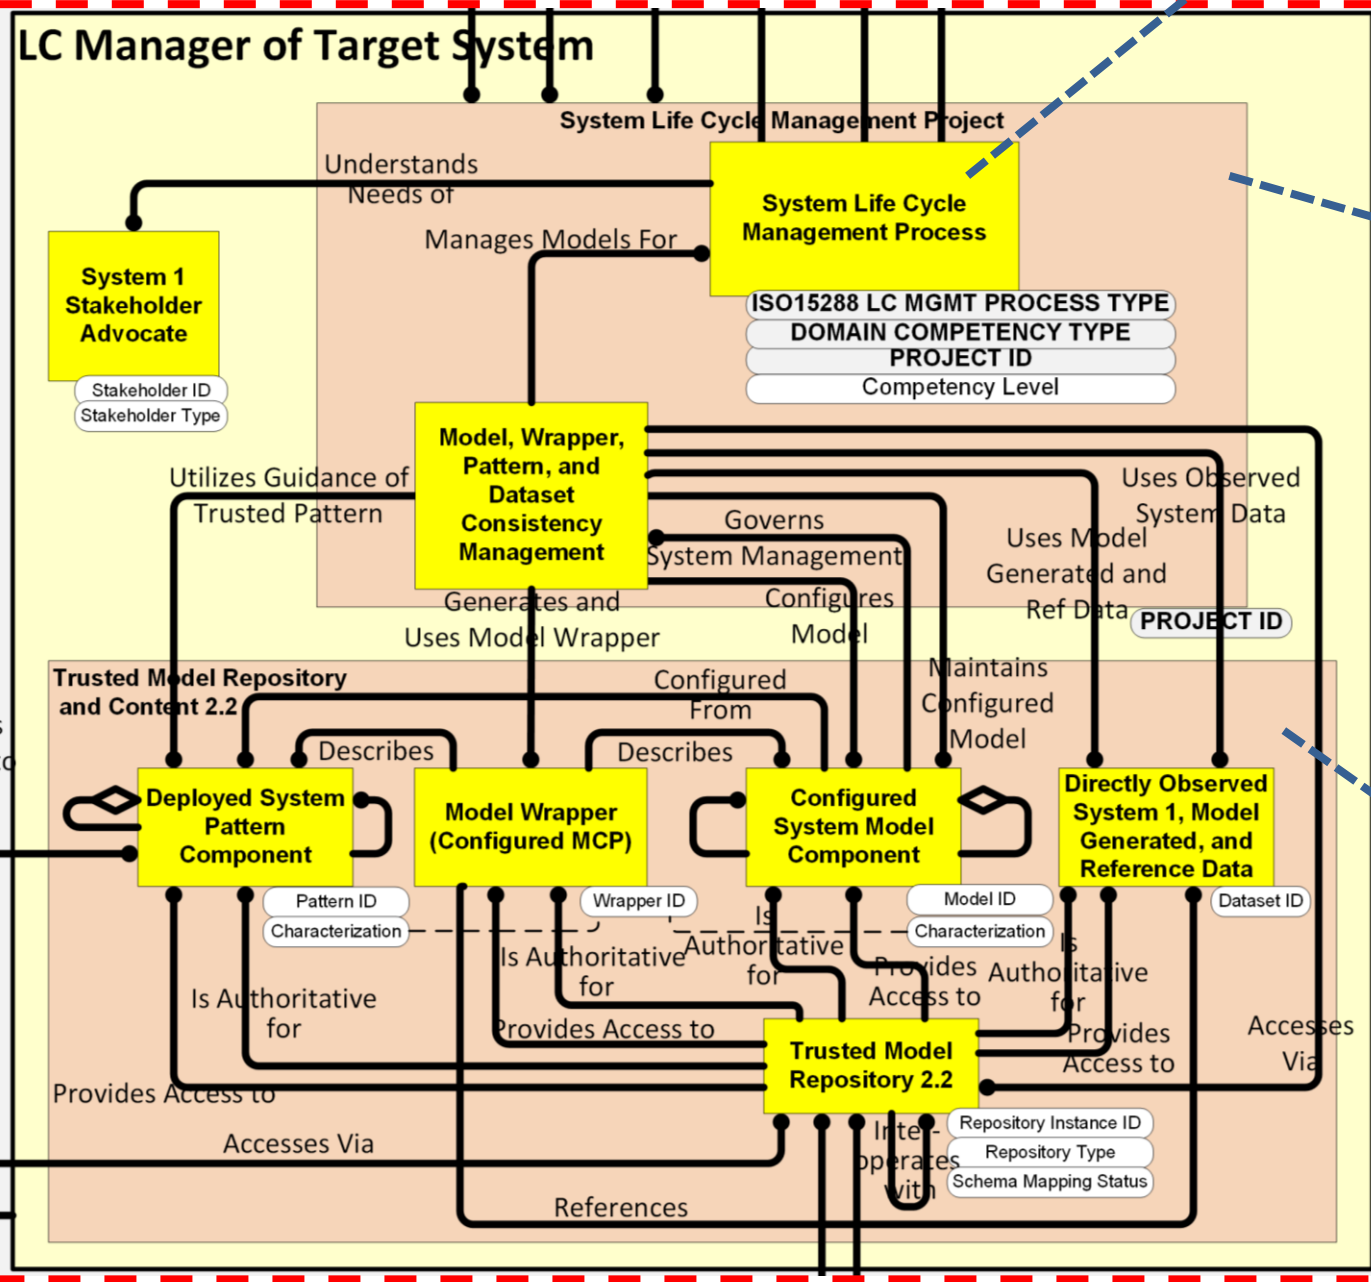 LC Manager of Target System
System Life Cycle Management Project
Understands
Needs of
System Life Cycle
Management Process
Manages Models For
System 1
Stakeholder
Advocate
ISO15288 LC MGMT PROCESS TYPE
DOMAIN COMPETENCY TYPE
PROJECT ID
Competency Level
Stakeholder ID
Stakeholder Type
Model, Wrapper,
Pattern, and
Dataset
Consistency
Management
Utilizes Guidance of
Trusted Pattern
Uses Observed
System Data
Governs
System Management
Uses Model
Generated and
Ref Data
Configures
Model
Generates and
Uses Model Wrapper
PROJECT ID
Maintains
Configured
Model
Trusted Model Repository
and Content 2.2
Configured
From
Describes
Describes
Deployed System
Pattern
Component
Model Wrapper
(Configured MCP)
Configured
System Model
Component
Directly Observed
System 1, Model
Generated, and
Reference Data
Pattern ID
Characterization
Wrapper ID
Model ID
Characterization
Dataset ID
Is Authoritative
for
Is Authoritative
for
Is
Authoritative
for
Provides
Access to
Is
Authoritative
for
Provides Access to
Provides
Access to
Accesses
Via
Trusted Model
Repository 2.2
Provides Access to
Accesses Via
Inter-
operates
with
Repository Instance ID
Repository Type
Schema Mapping Status
References